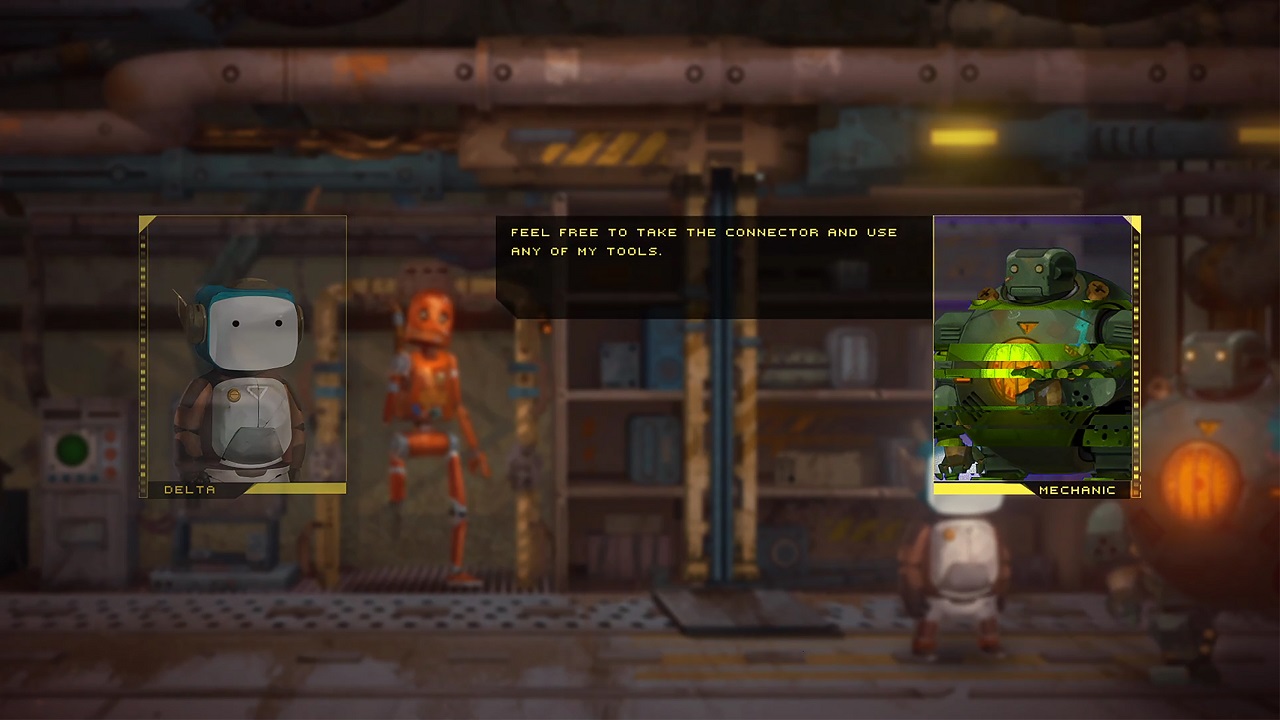 FEEL FREE TO TAKE THE CONNECTOR AND USE
ANY OF MY TOOLS.
DELTA
MECHANIC